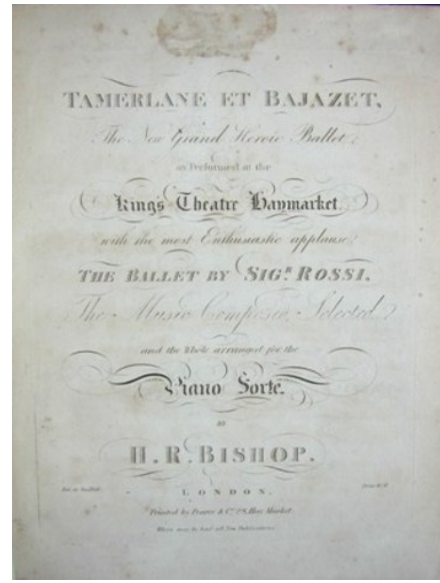 TAMERLANE ET BAJAZET,
The New Grand Heroic Ballet,
as Performed at the
Kings Theatre Haymarket,
with the most Enthusiastic applause.
THE BALLET BY SIGR. ROSSI.
The Music Composed, Selected
and the Whole arranged for the
Piano Forte,
BY
H. R. BISHOP.
LONDON,
Printed by &